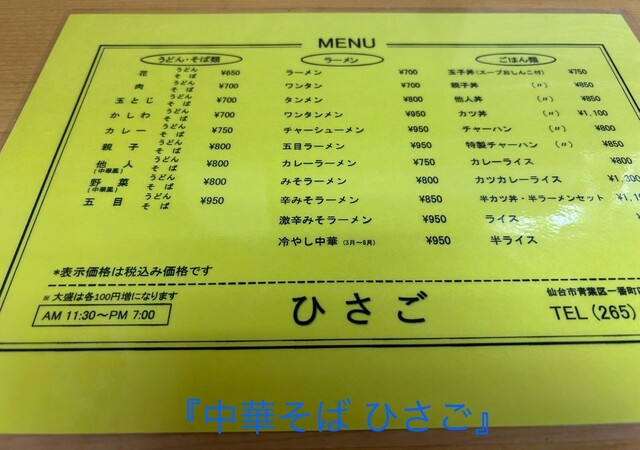 MENU
うどん・そば類
花 うどん そば ¥650
肉 うどん そば ¥700
玉とじ うどん そば ¥700
かしわ うどん そば ¥700
カレー うどん そば ¥750
親子 うどん そば ¥800
他人(中華風) うどん そば ¥800
野菜(中華風) うどん そば ¥800
五目 うどん そば ¥950
ラーメン
ラーメン ¥700
ワンタン ¥700
タンメン ¥800
ワンタンメン ¥950
チャーシューメン ¥950
五目ラーメン ¥950
カレーラーメン ¥750
みそラーメン ¥800
辛みそラーメン ¥850
激辛みそラーメン ¥950
冷やし中華(3月〜8月) ¥950
ごはん類
玉子丼(スープおしんこ付) ¥750
親子丼 (〃) ¥850
他人丼 (〃) ¥850
カツ丼 (〃) ¥1,100
チャーハン (〃) ¥800
特製チャーハン (〃) ¥850
カレーライス ¥800
カツカレーライス
半カツ丼・半ラーメンセット
ライス
半ライス
*表示価格は税込み価格です
※ 大盛は各100円増になります
AM 11:30〜PM 7:00
ひさご
仙台市青葉区一番町
TEL (265)
『中華そば ひさご』